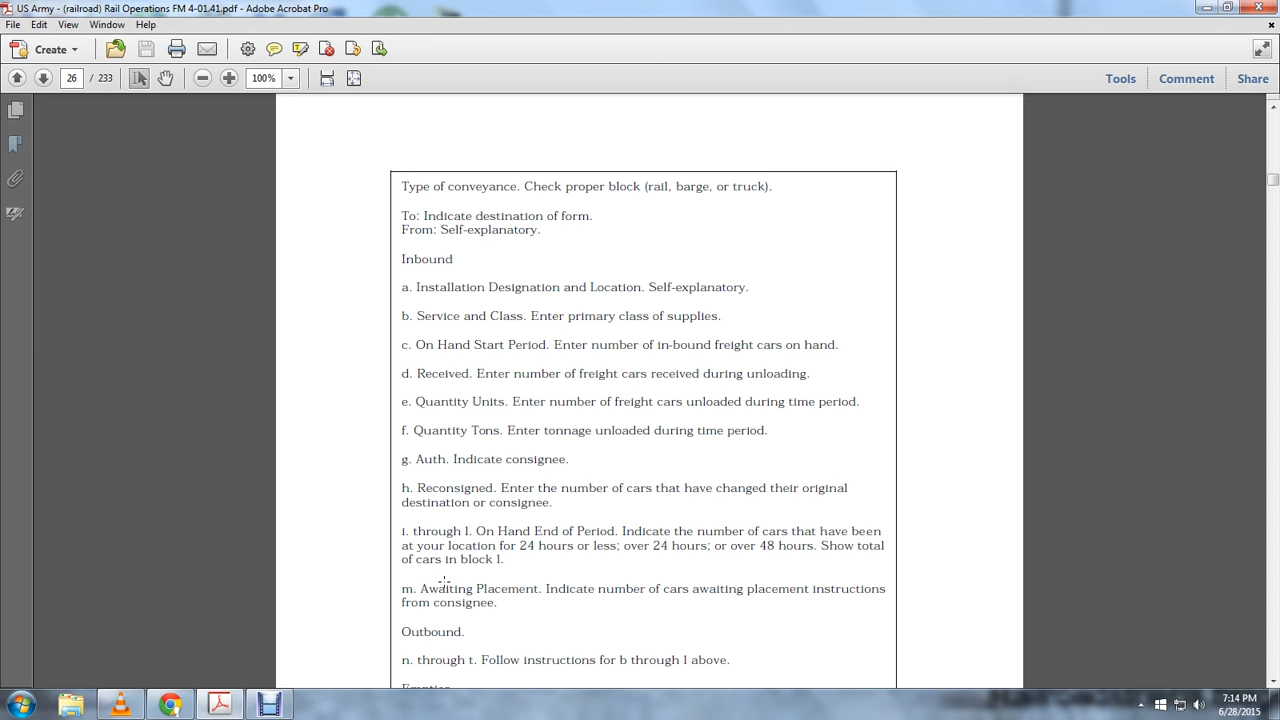 US Army - (railroad) Rail Operations FM 4-01.41.pdf - Adobe Acrobat Pro
File Edit View Window Help
Create
26 / 233 100% Tools Comment Share
Type of conveyance. Check proper block (rail, barge, or truck).
To: Indicate destination of form.
From: Self-explanatory.
Inbound
a. Installation Designation and Location. Self-explanatory.
b. Service and Class. Enter primary class of supplies.
c. On Hand Start Period. Enter number of in-bound freight cars on hand.
d. Received. Enter number of freight cars received during unloading.
e. Quantity Units. Enter number of freight cars unloaded during time period.
f. Quantity Tons. Enter tonnage unloaded during time period.
g. Auth. Indicate consignee.
h. Reconsigned. Enter the number of cars that have changed their original
destination or consignee.
i. through l. On Hand End of Period. Indicate the number of cars that have been
at your location for 24 hours or less; over 24 hours; or over 48 hours. Show total
of cars in block l.
m. Awaiting Placement. Indicate number of cars awaiting placement instructions
from consignee.
Outbound.
n. through t. Follow instructions for b through l above.
7:14 PM
6/28/2015